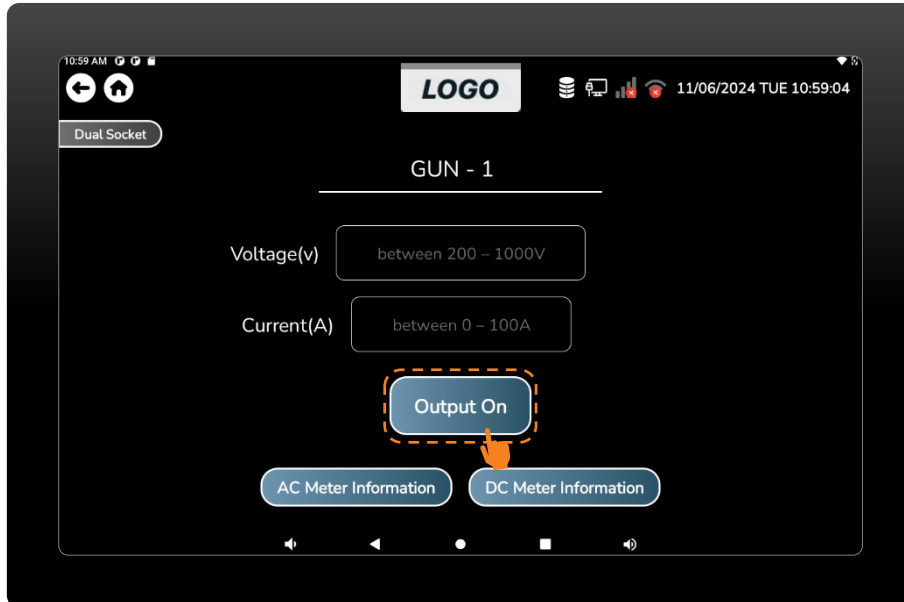 10:59 AM
LOGO
11/06/2024 TUE 10:59:04
Dual Socket
GUN - 1
Voltage(v)
between 200 – 1000V
Current(A)
between 0 – 100A
Output On
AC Meter Information
DC Meter Information